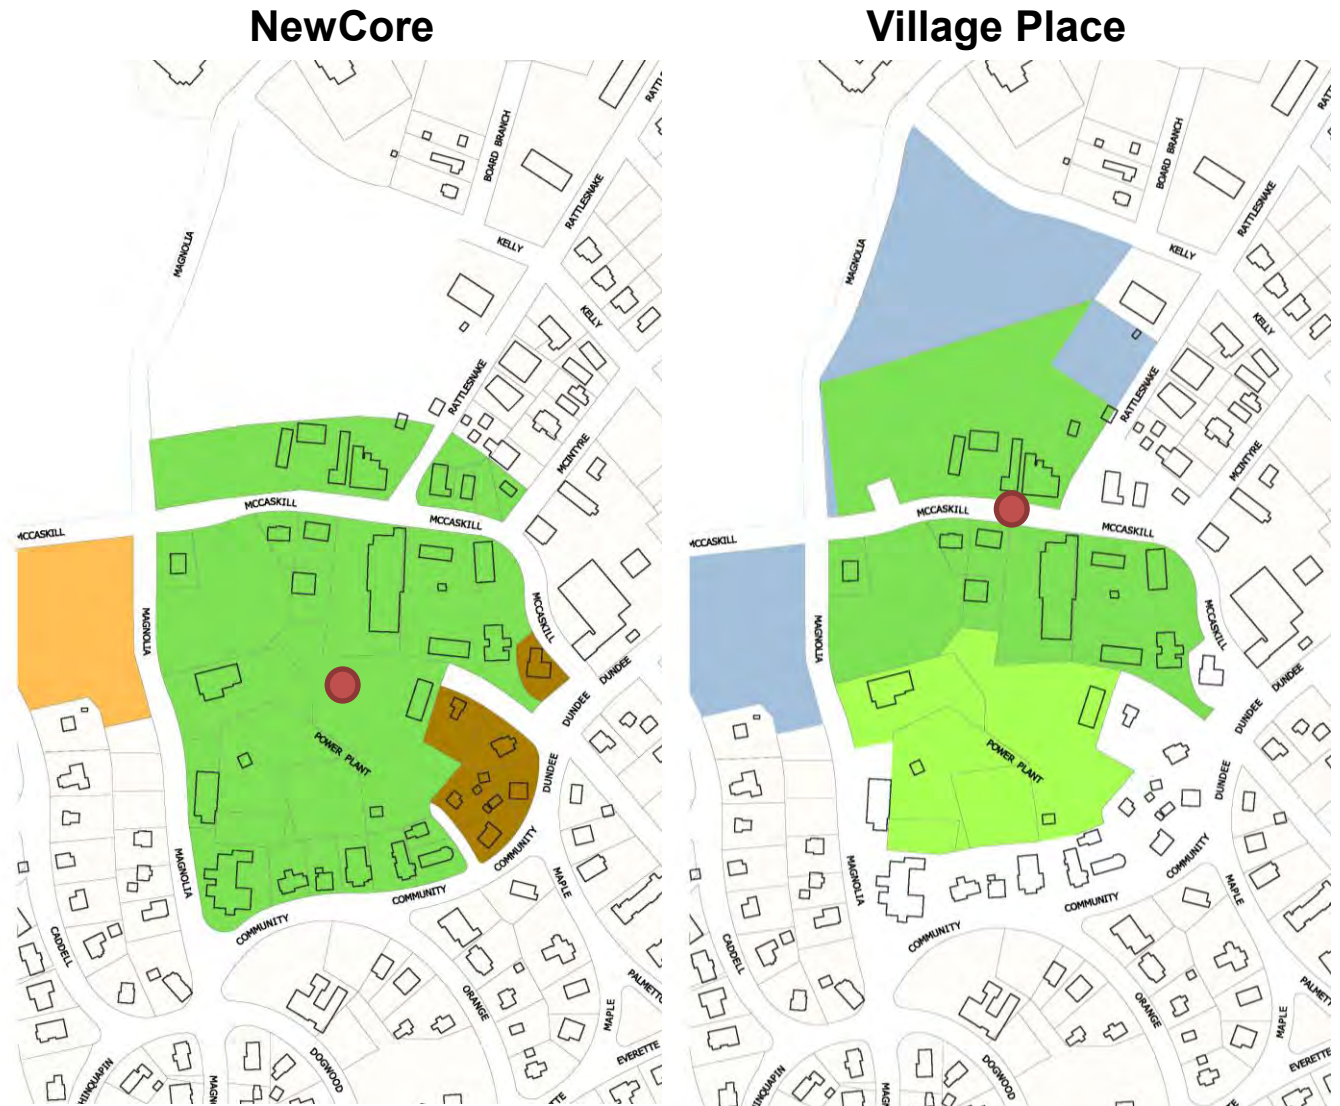 NewCore
Village Place
BOARD BRANCH
RATTLESNAKE
KELLY
MAGNOLIA
KELLY
RATTLESNAKE
MCINTYRE
MCCASKILL
MCCASKILL
MCCASKILL
MAGNOLIA
MCCASKILL
DUNDEE
DUNDEE
POWER PLANT
DUNDEE
COMMUNITY
MAGNOLIA
MAPLE
COMMUNITY
COMMUNITY
CADDELL
ORANGE
MAPLE
DOGWOOD
EVERETTE
BOARD BRANCH
RATTLESNAKE
KELLY
MAGNOLIA
KELLY
RATTLESNAKE
MCINTYRE
MCCASKILL
MCCASKILL
MCCASKILL
MAGNOLIA
MCCASKILL
DUNDEE
DUNDEE
POWER PLANT
DUNDEE
COMMUNITY
MAGNOLIA
MAPLE
COMMUNITY
COMMUNITY
CADDELL
ORANGE
MAPLE
DOGWOOD
EVERETTE